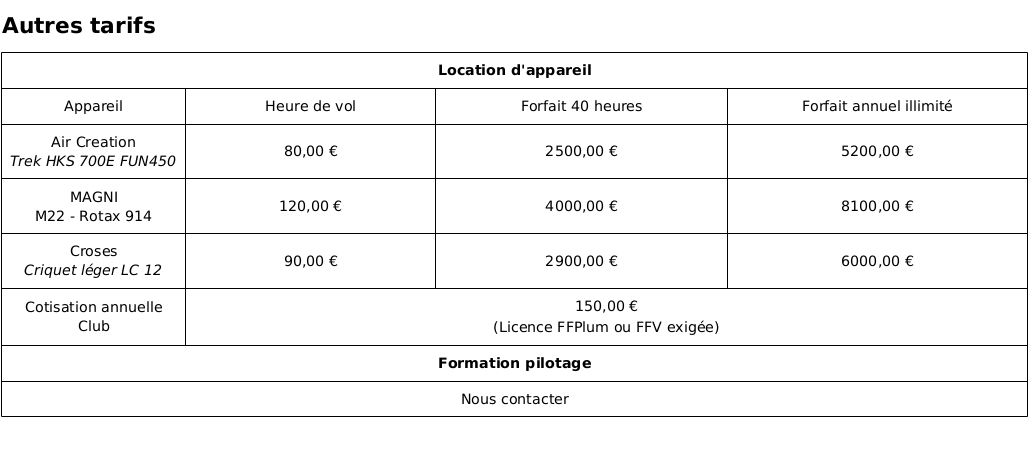 Autres tarifs
Location d'appareil
Appareil Heure de vol Forfait 40 heures Forfait annuel illimité
Air Creation
Trek HKS 700E FUN450 80,00 € 2500,00 € 5200,00 €
MAGNI
M22 - Rotax 914 120,00 € 4000,00 € 8100,00 €
Croses
Criquet léger LC 12 90,00 € 2900,00 € 6000,00 €
Cotisation annuelle
Club
150,00 €
(Licence FFPlum ou FFV exigée)
Formation pilotage
Nous contacter